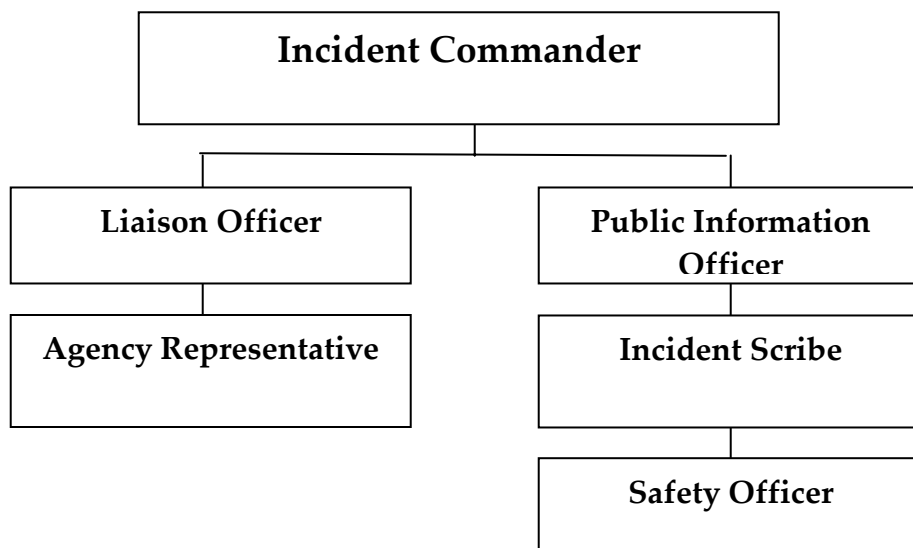 Incident Commander
Liaison Officer
Public Information
Officer
Agency Representative
Incident Scribe
Safety Officer